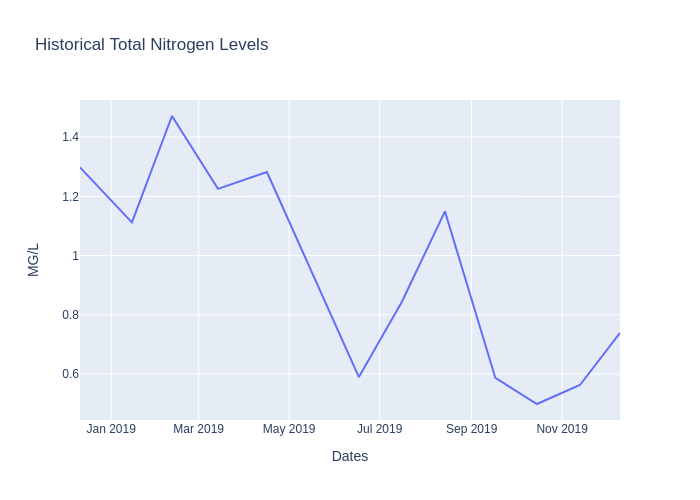 Historical Total Nitrogen Levels
1.4
1.2
1
0.8
0.6
MG/L
Jan 2019
Mar 2019
May 2019
Jul 2019
Sep 2019
Nov 2019
Dates